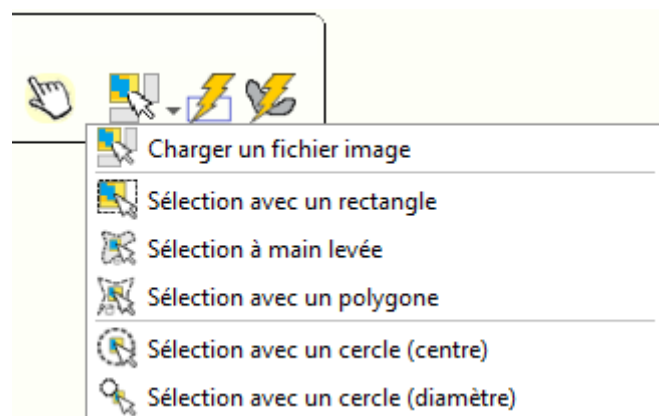 Charger un fichier image
Sélection avec un rectangle
Sélection à main levée
Sélection avec un polygone
Sélection avec un cercle (centre)
Sélection avec un cercle (diamètre)